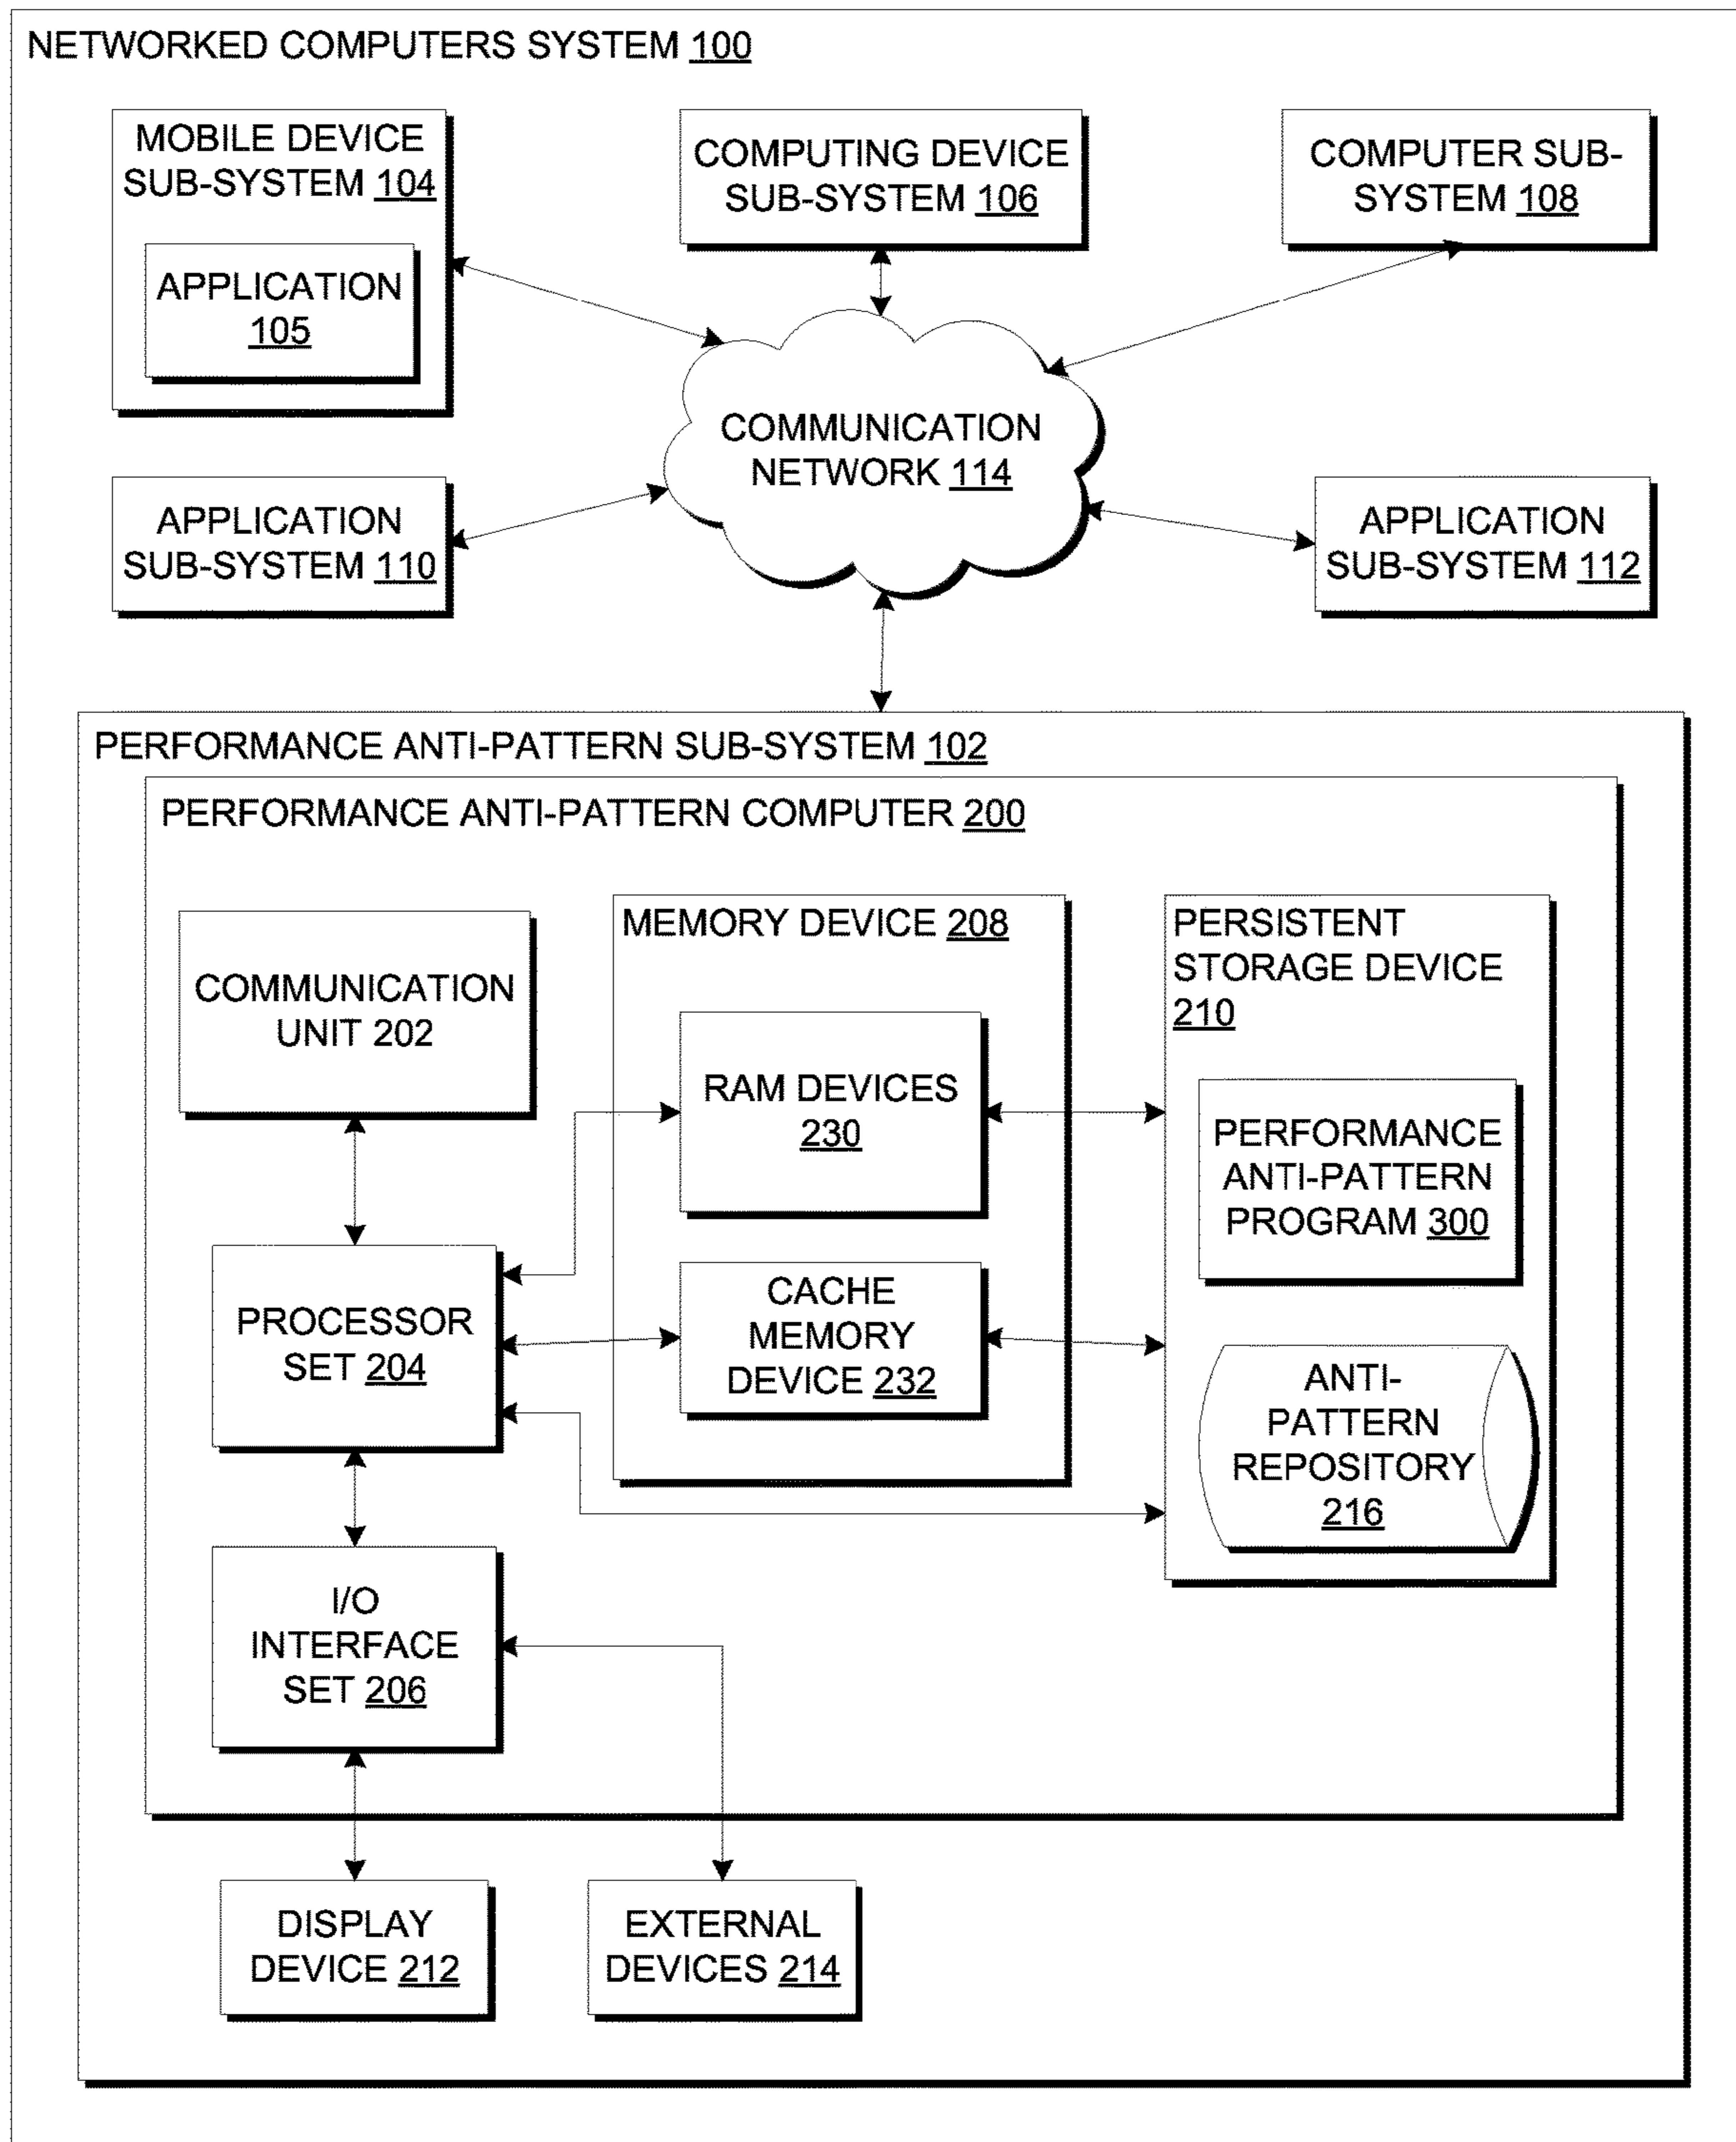 NETWORKED COMPUTERS SYSTEM 100
MOBILE DEVICE
SUB-SYSTEM 104
APPLICATION
105
COMPUTING DEVICE
SUB-SYSTEM 106
COMPUTER SUB-
SYSTEM 108
COMMUNICATION
NETWORK 114
APPLICATION
SUB-SYSTEM 110
APPLICATION
SUB-SYSTEM 112
PERFORMANCE ANTI-PATTERN SUB-SYSTEM 102
PERFORMANCE ANTI-PATTERN COMPUTER 200
COMMUNICATION
UNIT 202
MEMORY DEVICE 208
RAM DEVICES
230
CACHE
MEMORY
DEVICE 232
PERSISTENT
STORAGE DEVICE
210
PERFORMANCE
ANTI-PATTERN
PROGRAM 300
ANTI-
PATTERN
REPOSITORY
216
PROCESSOR
SET 204
I/O
INTERFACE
SET 206
DISPLAY
DEVICE 212
EXTERNAL
DEVICES 214